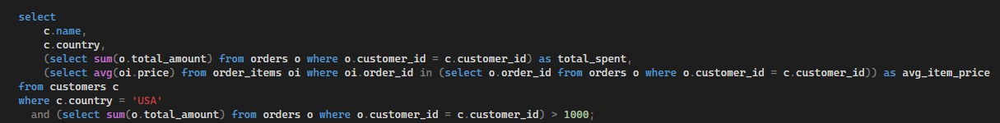 select
    c.name,
    c.country,
    (select sum(o.total_amount) from orders o where o.customer_id = c.customer_id) as total_spent,
    (select avg(oi.price) from order_items oi where oi.order_id in (select o.order_id from orders o where o.customer_id = c.customer_id)) as avg_item_price
from customers c
where c.country = 'USA'
  and (select sum(o.total_amount) from orders o where o.customer_id = c.customer_id) > 1000;